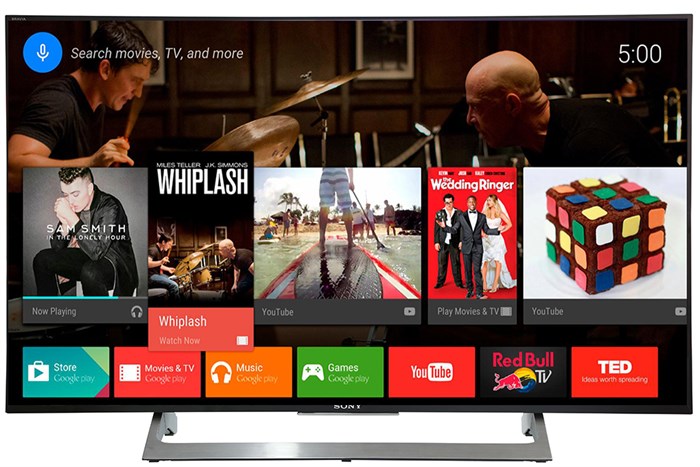 BRAVIA
Search movies, TV, and more
5:00
SAM SMITH
IN THE LONELY HOUR
Now Playing
MILES TELLER J.K. SIMMONS
WHIPLASH
Whiplash
Watch Now
YouTube
the
Wedding Ringer
Play Movies & TV
YouTube
Store
Google play
Movies & TV
Google play
Music
Google play
Games
Google play
YouTube
Red Bull
TV
TED
Ideas worth spreading
SONY